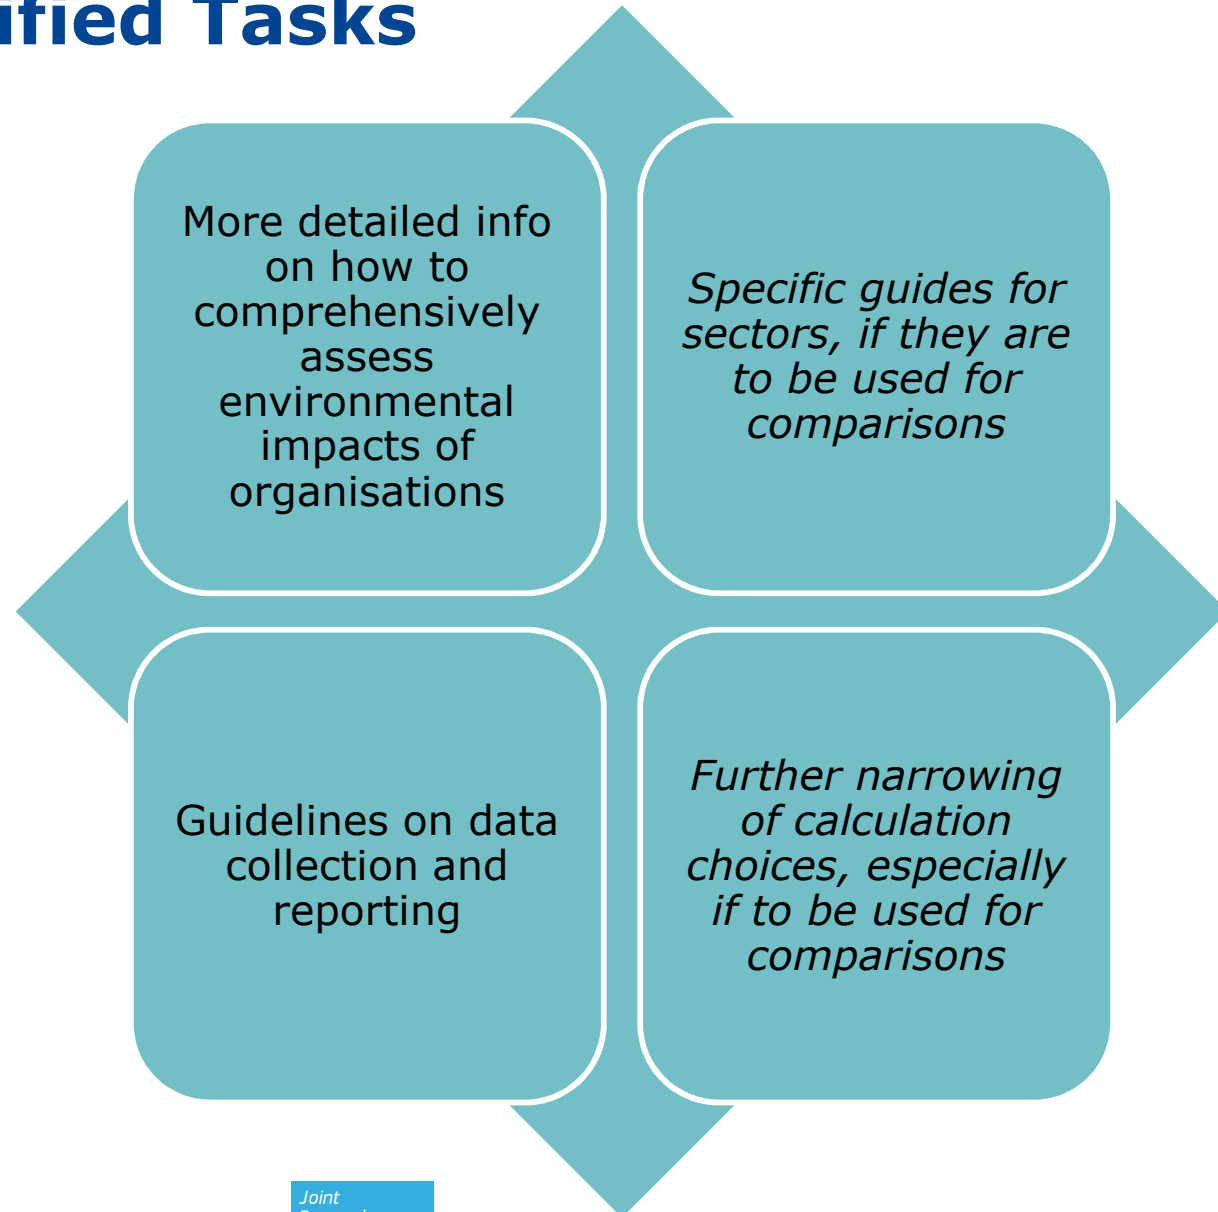 ified Tasks
More detailed info
on how to
comprehensively
assess
environmental
impacts of
organisations
Specific guides for
sectors, if they are
to be used for
comparisons
Guidelines on data
collection and
reporting
Further narrowing
of calculation
choices, especially
if to be used for
comparisons
Joint